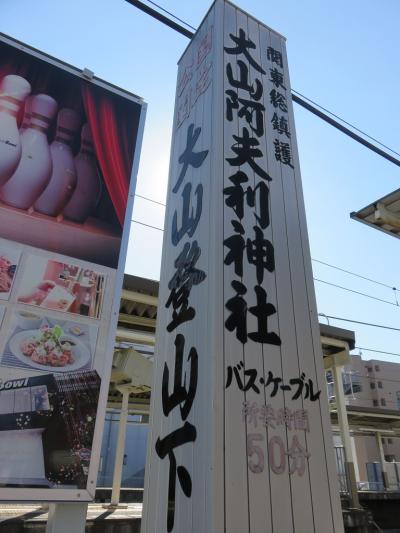 関東総鎮護
大山阿夫利神社
バス・ケーブル
所要時間
50分
大山登山下
owl